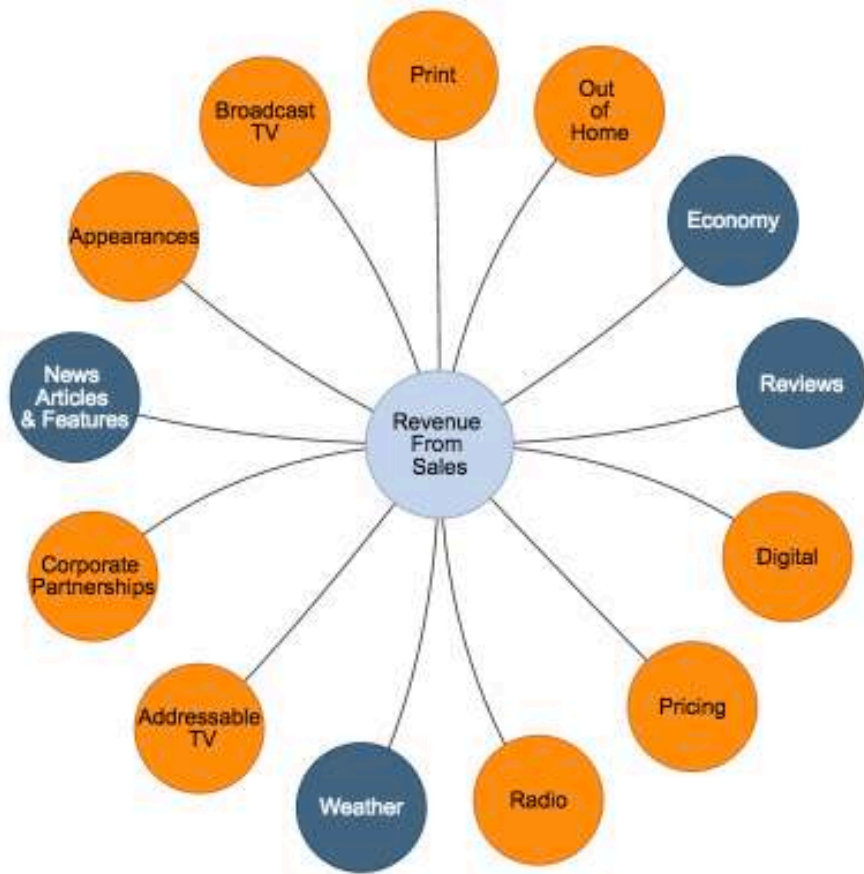 Print
Out
of
Home
Broadcast
TV
Economy
Appearances
Reviews
News
Articles
& Features
Revenue
From
Sales
Digital
Corporate
Partnerships
Pricing
Addressable
TV
Radio
Weather